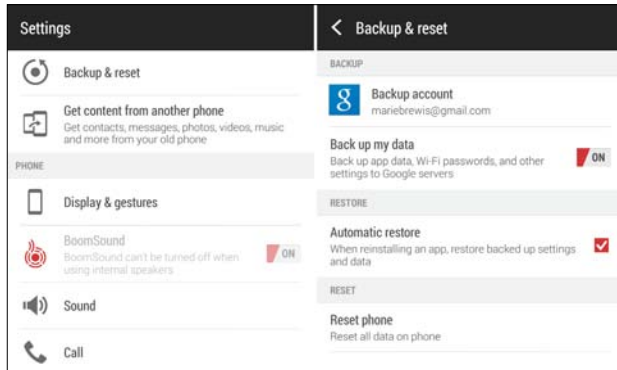 Settings
Backup & reset
Get content from another phone
Get contacts, messages, photos, videos, music
and more from your old phone
PHONE
Display & gestures
BoomSound
BoomSound can't be turned off when
using internal speakers
ON
Sound
Call
Backup & reset
BACKUP
g
Backup account
mariebrewis@gmail.com
Back up my data
Back up app data, Wi-Fi passwords, and other
settings to Google servers
ON
RESTORE
Automatic restore
When reinstalling an app, restore backed up settings
and data
RESET
Reset phone
Reset all data on phone